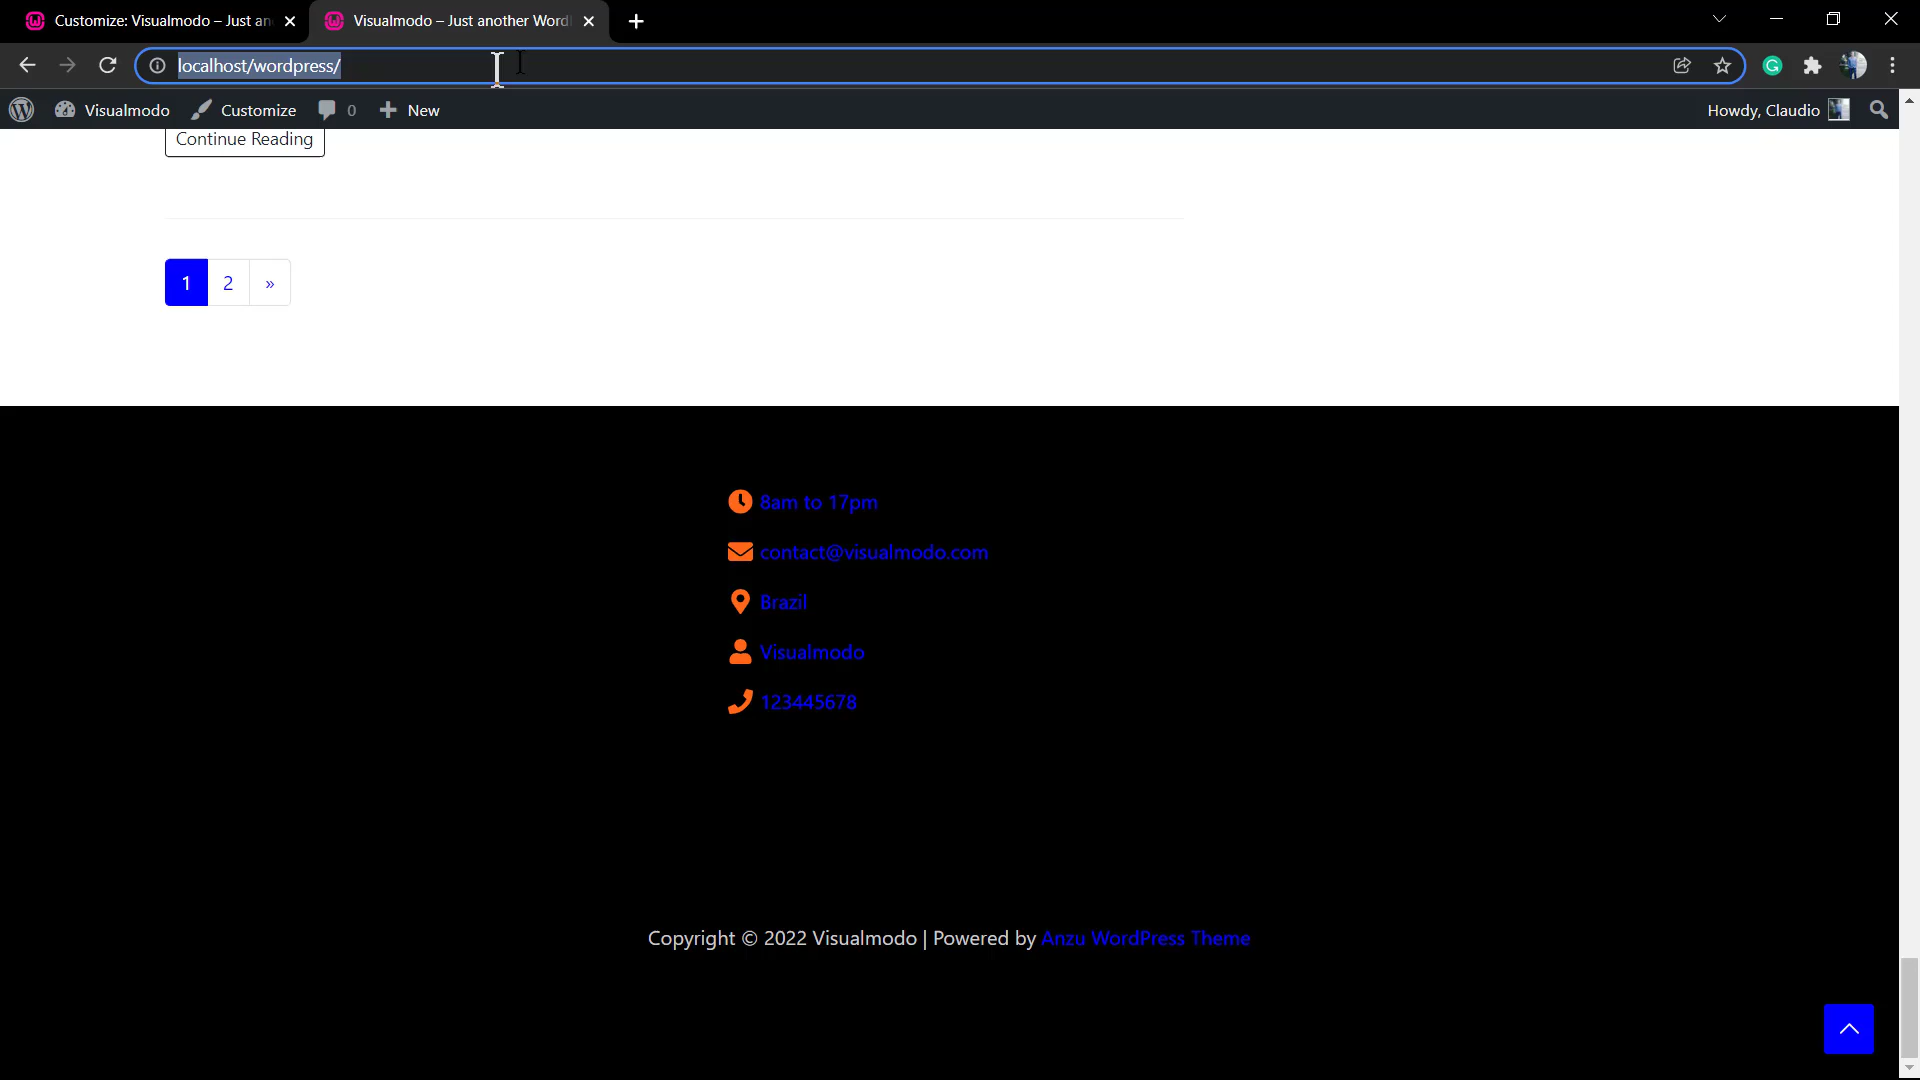 Customize: Visualmodo – Just an
Visualmodo – Just another Word
localhost/wordpress/
Visualmodo
Customize
0
New
Howdy, Claudio
Continue Reading
1 2 »
8am to 17pm
contact@visualmodo.com
Brazil
Visualmodo
123445678
Copyright © 2022 Visualmodo | Powered by Anzu WordPress Theme